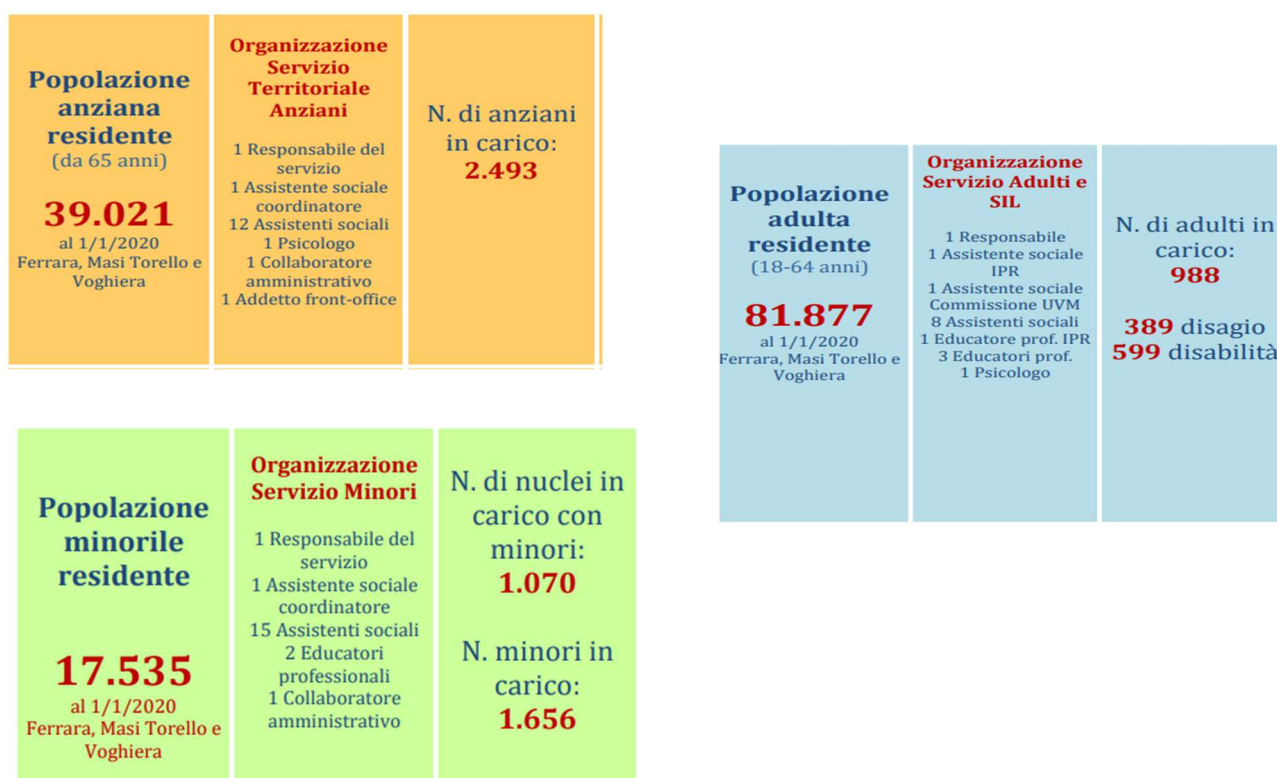 Popolazione
anziana
residente
(da 65 anni)
39.021
al 1/1/2020
Ferrara, Masi Torello e
Voghiera
Organizzazione
Servizio
Territoriale
Anziani
1 Responsabile del
servizio
1 Assistente sociale
coordinatore
12 Assistenti sociali
1 Psicologo
1 Collaboratore
amministrativo
1 Addetto front-office
N. di anziani
in carico:
2.493
Popolazione
adulta
residente
(18-64 anni)
81.877
al 1/1/2020
Ferrara, Masi Torello e
Voghiera
Organizzazione
Servizio Adulti e
SIL
1 Responsabile
1 Assistente sociale
IPR
1 Assistente sociale
Commissione UVM
8 Assistenti sociali
1 Educatore prof. IPR
3 Educatori prof.
1 Psicologo
N. di adulti in
carico:
988
389 disagio
599 disabilità
Popolazione
minorile
residente
17.535
al 1/1/2020
Ferrara, Masi Torello e
Voghiera
Organizzazione
Servizio Minori
1 Responsabile del
servizio
1 Assistente sociale
coordinatore
15 Assistenti sociali
2 Educatori
professionali
1 Collaboratore
amministrativo
N. di nuclei in
carico con
minori:
1.070
N. minori in
carico:
1.656